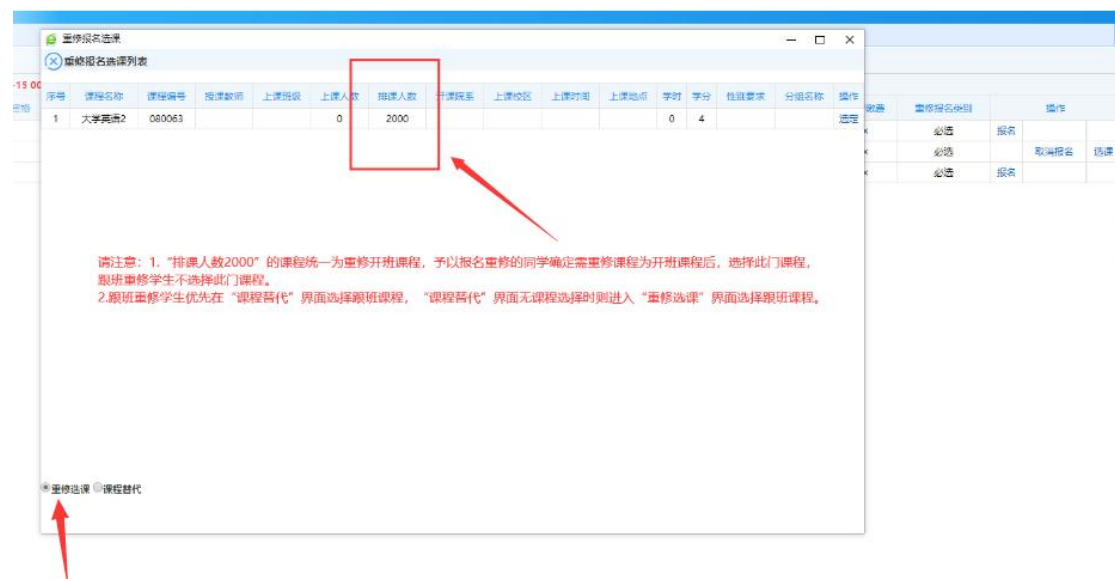 重修报名选课
重修报名选课列表
-15 00
序号 课程名称 课程编号 授课教师 上课班级 上课人数 排课人数 开课院系 上课校区 上课时间 上课地点 学时 学分 性别要求 分组名称 操作
1 大学英语2 080063 0 2000 0 4 选定
缴费 重修报名类别 操作
必选 报名
必选 取消报名 选课
必选 报名
请注意：1.“排课人数2000”的课程统一为重修开班课程，予以报名重修的同学确定需重修课程为开班课程后，选择此门课程，
跟班重修学生不选择此门课程。
2.跟班重修学生优先在“课程替代”界面选择跟班课程，“课程替代”界面无课程选择时则进入“重修选课”界面选择跟班课程。
重修选课 课程替代